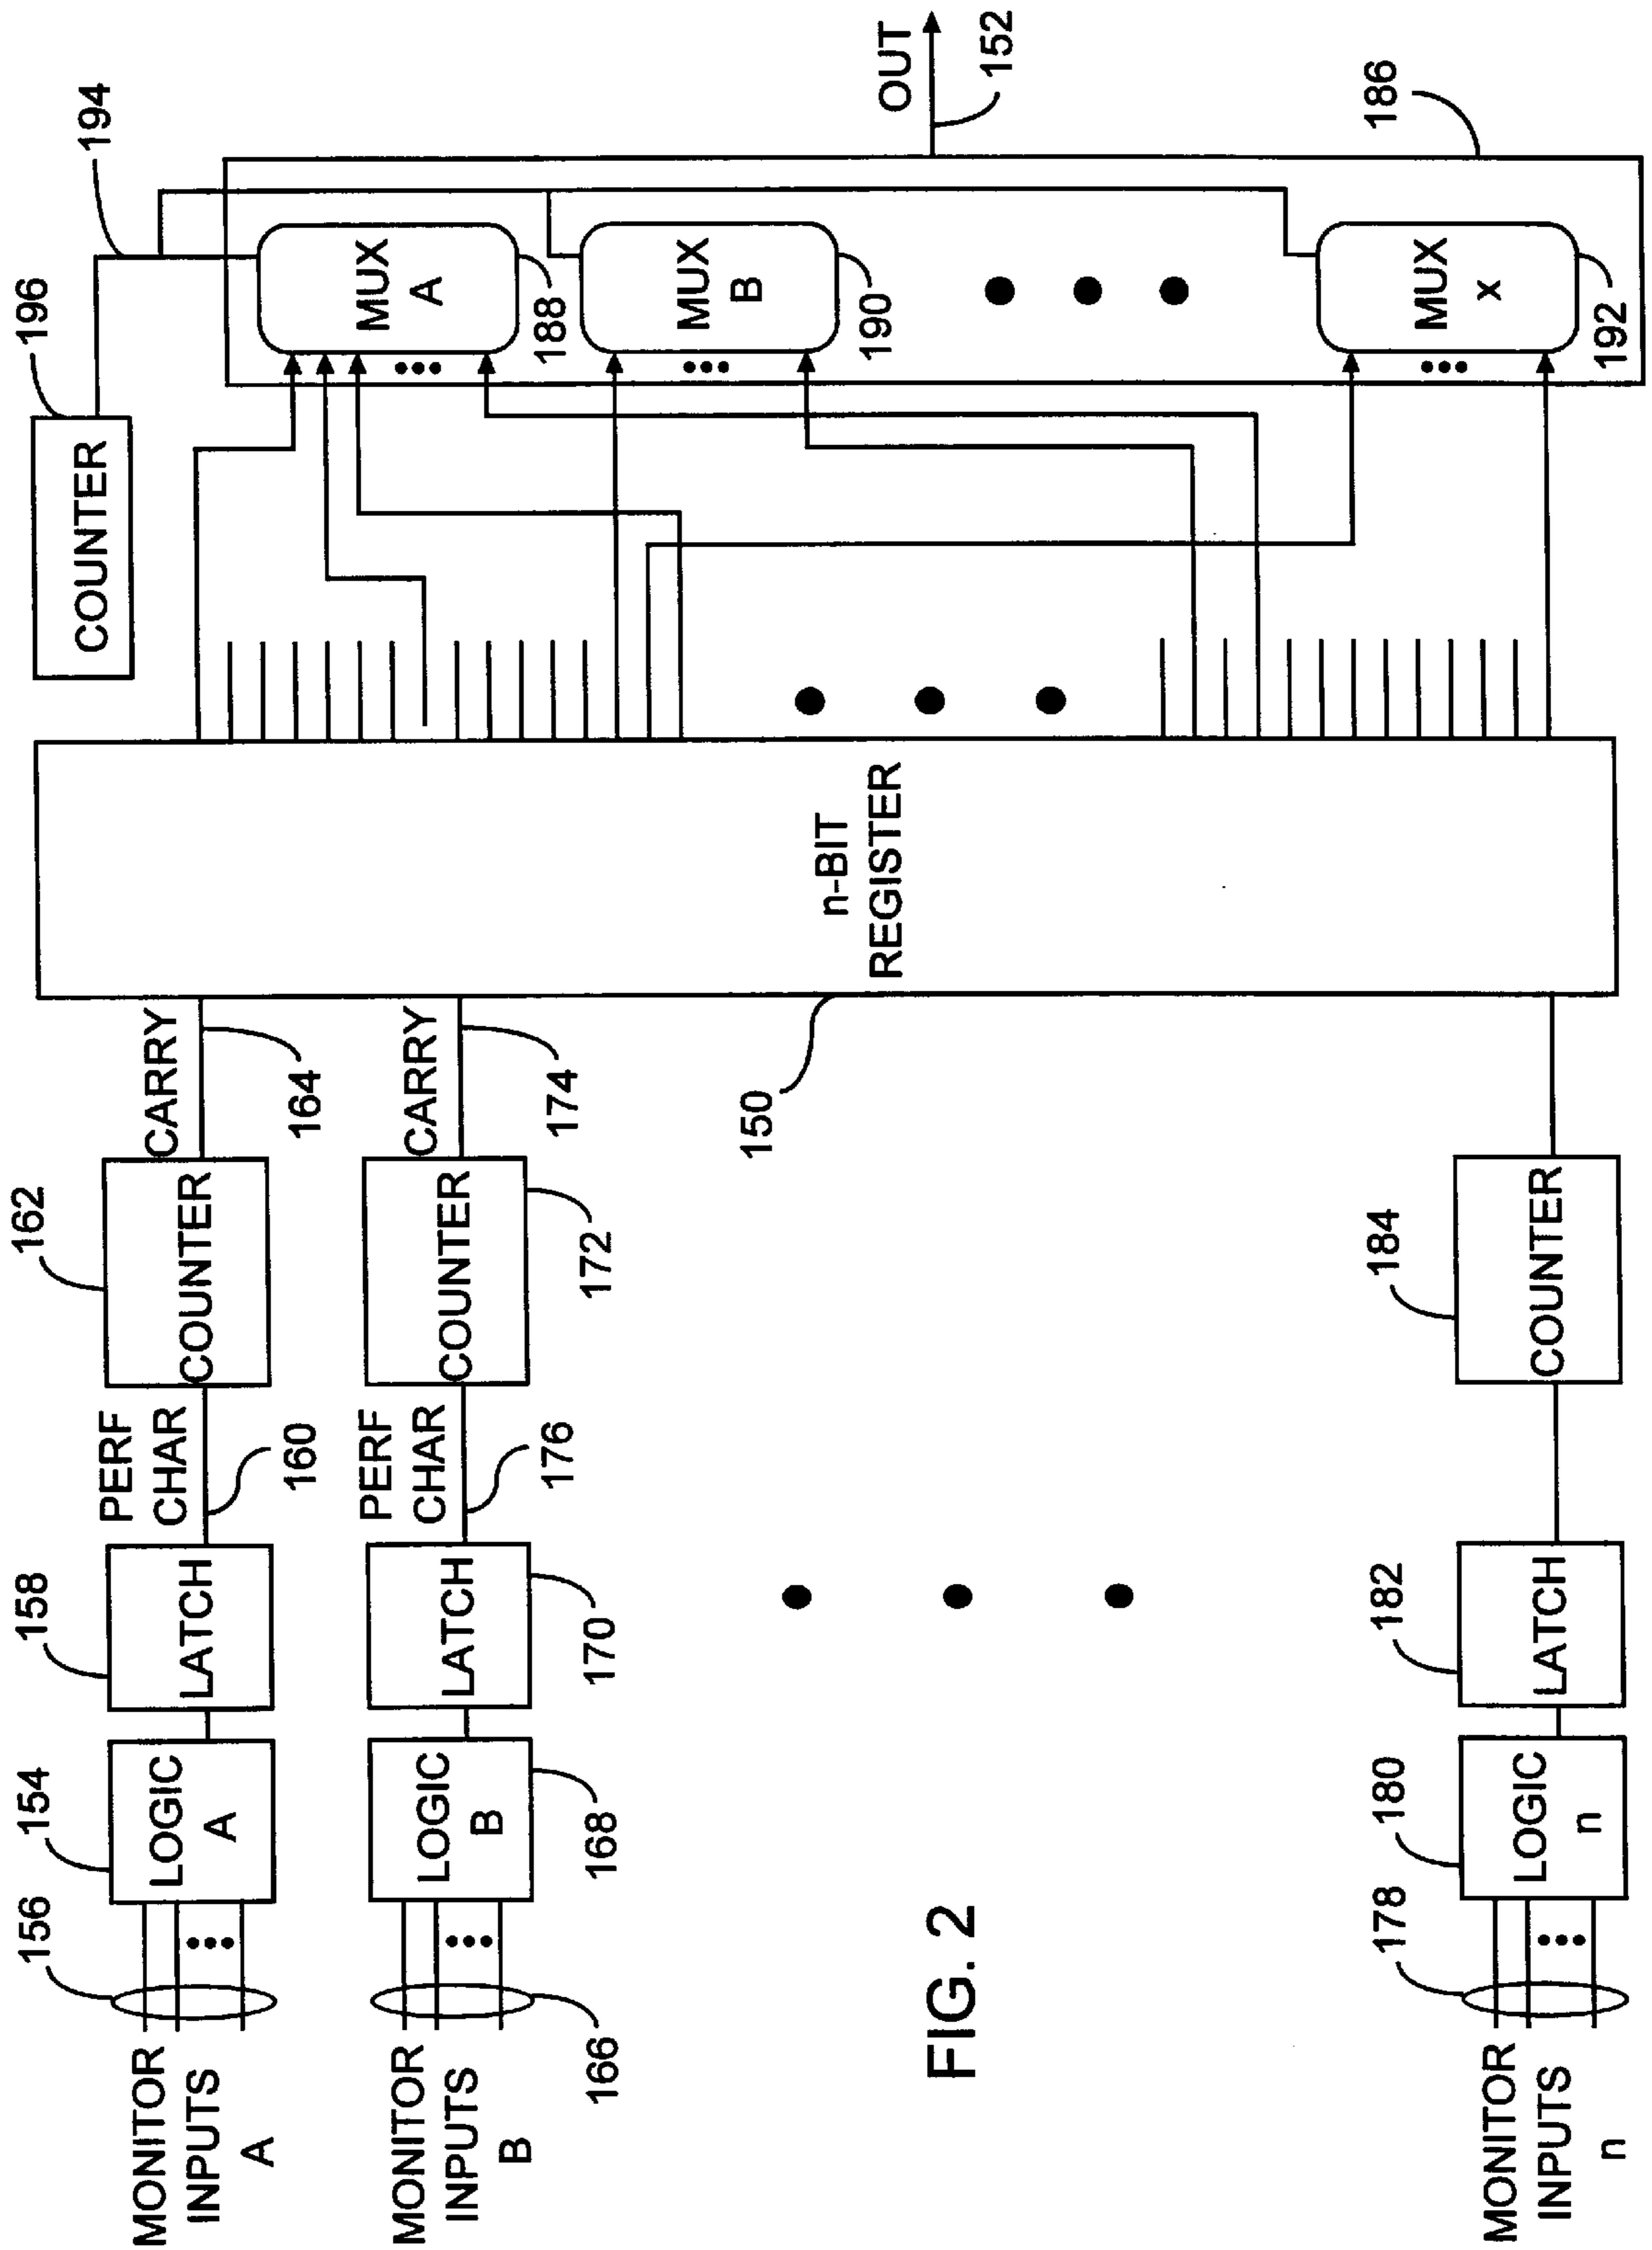 MONITOR
INPUTS
A
156
154
LOGIC
A
158
LATCH
PERF
CHAR
160
162
COUNTER
CARRY
164
MONITOR
INPUTS
B
166
LOGIC
B
168
LATCH
170
PERF
CHAR
176
COUNTER
172
CARRY
174
MONITOR
INPUTS
n
178
180
LOGIC
n
182
LATCH
184
COUNTER
150
n-BIT
REGISTER
196
COUNTER
194
MUX
A
188
MUX
B
190
MUX
x
192
OUT
152
186
FIG. 2